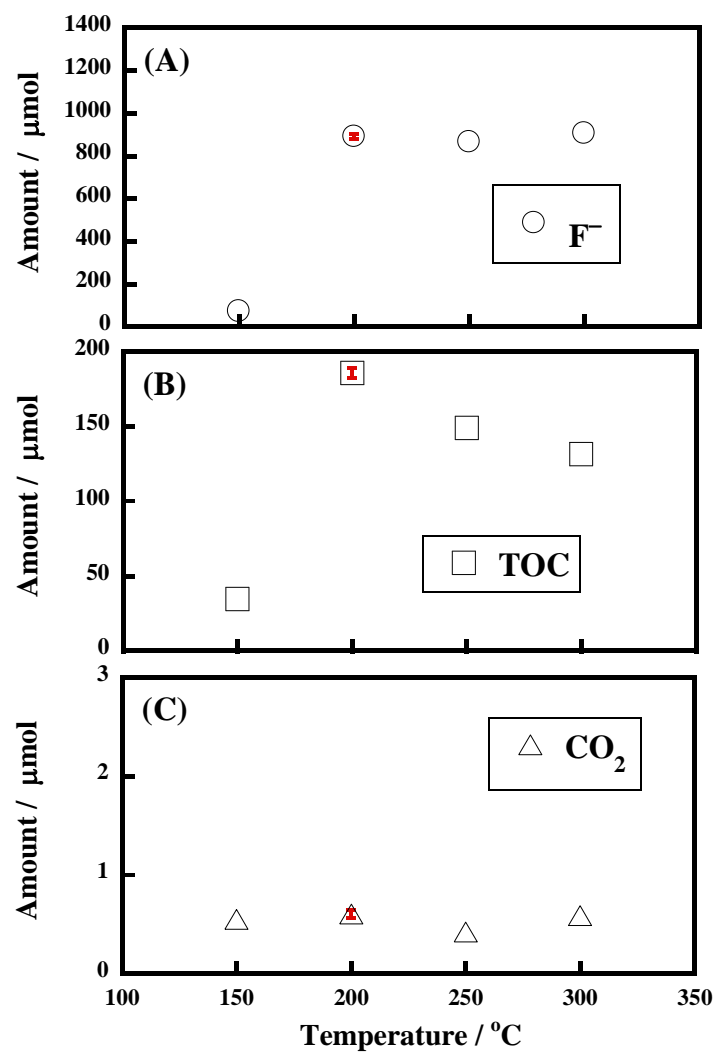 1400
1200
1000
800
600
400
200
0
Amount / μmol
(A)
F⁻
200
150
100
50
0
Amount / μmol
(B)
TOC
3
2
1
0
Amount / μmol
(C)
CO₂
100 150 200 250 300 350
Temperature / °C